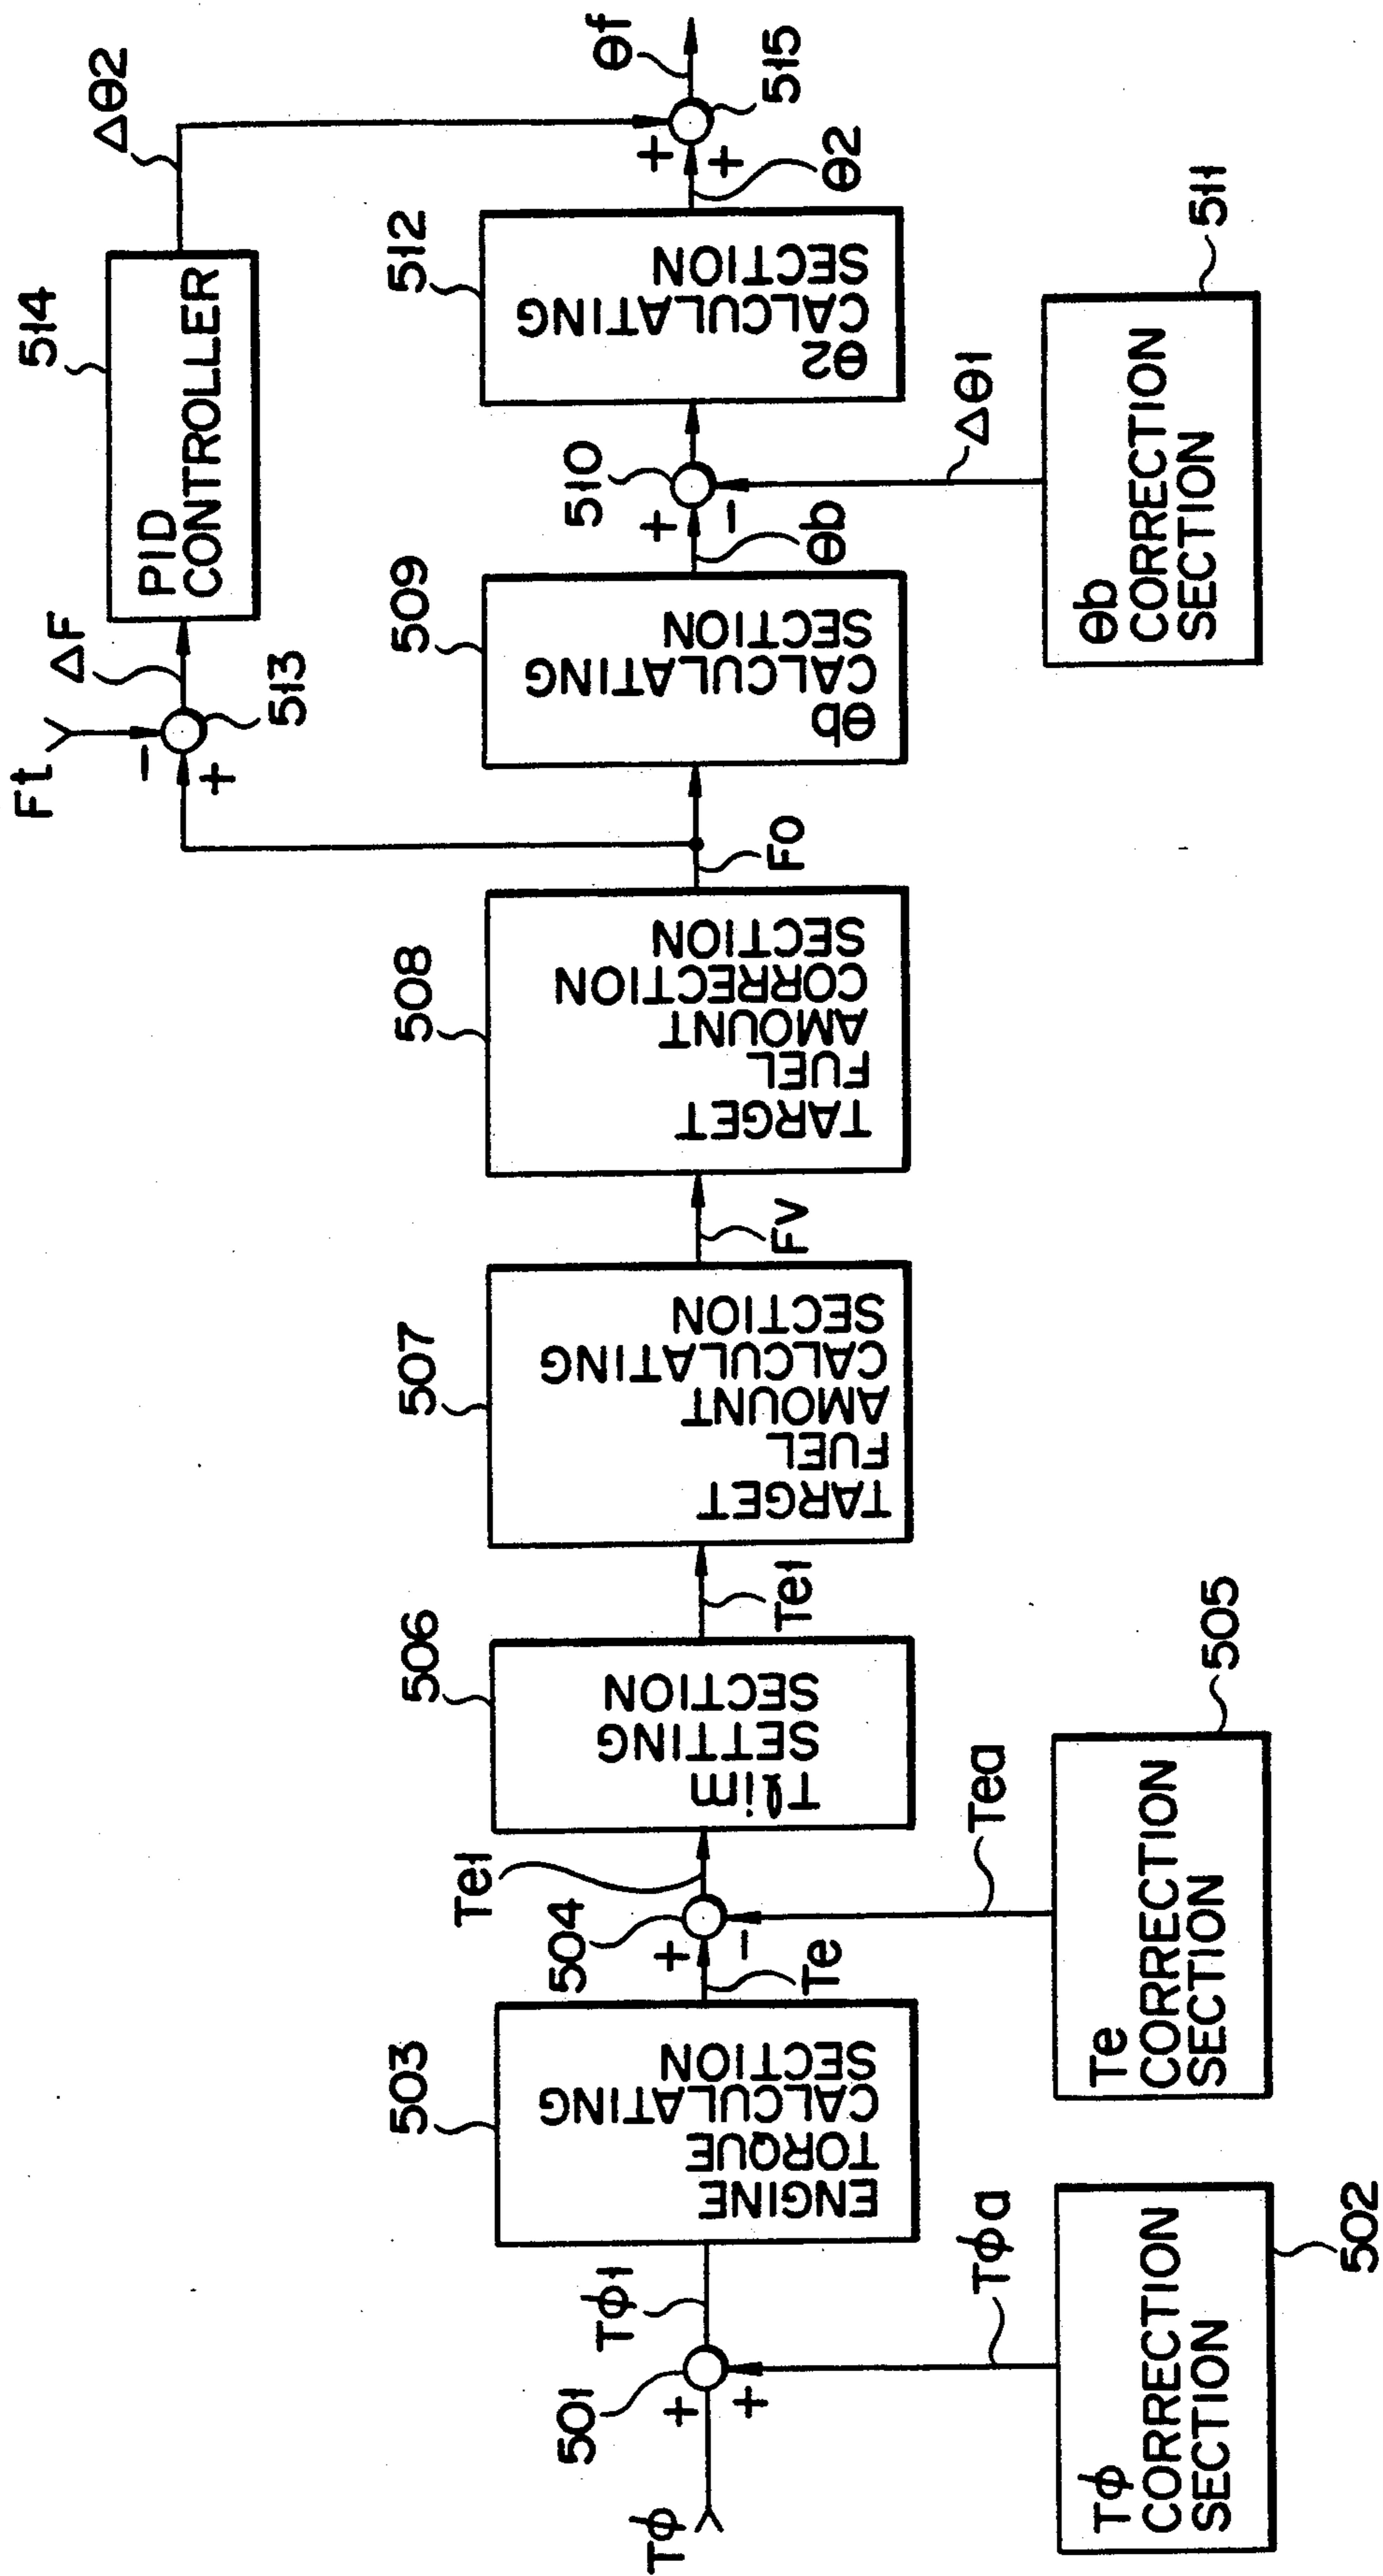 Tϕ
501
+
+
Tϕ1
Tϕa
Tϕ
CORRECTION
SECTION
502
503
ENGINE
TORQUE
CALCULATING
SECTION
Te
504
+
−
Te1
Tea
Te
CORRECTION
SECTION
505
506
Tlim
SETTING
SECTION
Te1
507
TARGET
FUEL
AMOUNT
CALCULATING
SECTION
FV
508
TARGET
FUEL
AMOUNT
CORRECTION
SECTION
FO
Ft
−
+
513
ΔF
514
PID
CONTROLLER
Δθ2
509
θb
CALCULATING
SECTION
θb
510
+
−
Δθ1
θb
CORRECTION
SECTION
511
512
θ2
CALCULATING
SECTION
θ2
+
+
515
θf